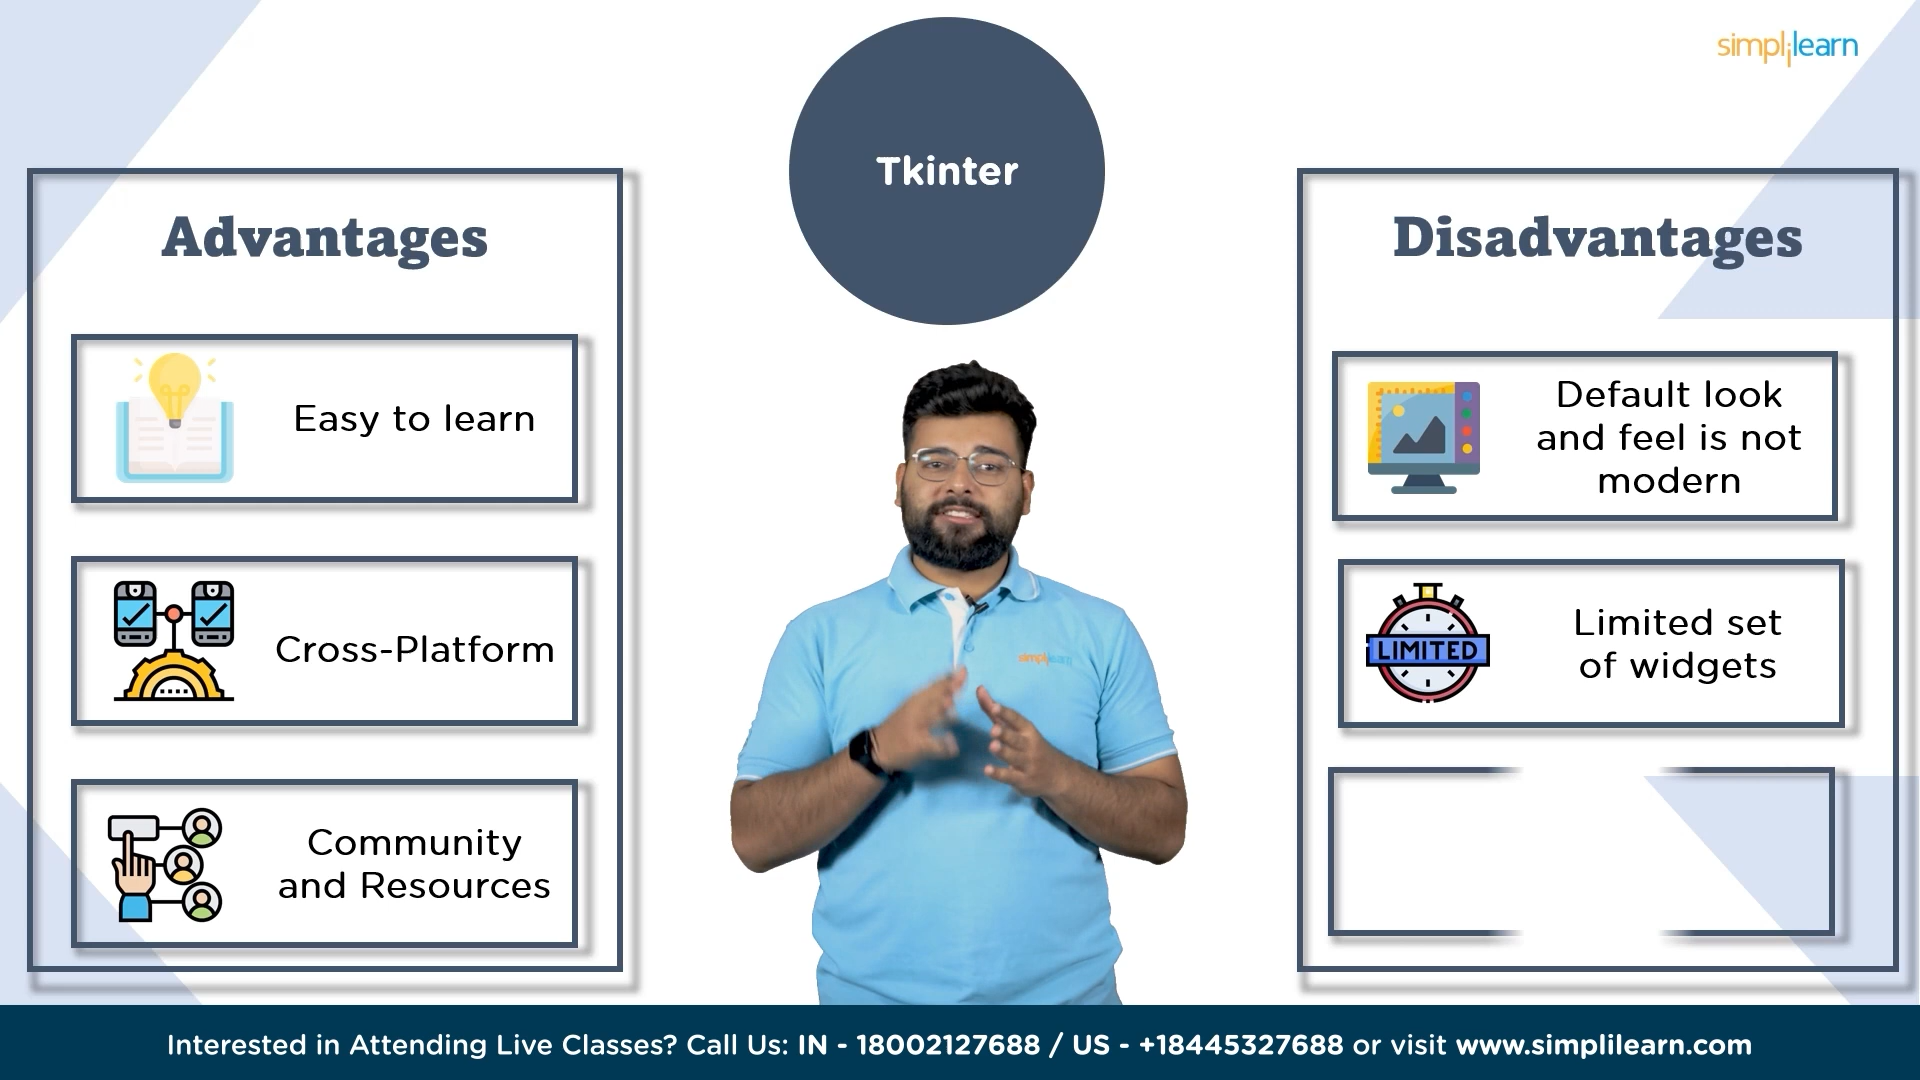 simplilearn
Tkinter
Advantages
Easy to learn
Cross-Platform
Community
and Resources
Disadvantages
Default look
and feel is not
modern
LIMITED
Limited set
of widgets
simplilearn
Interested in Attending Live Classes? Call Us: IN - 18002127688 / US - +18445327688 or visit www.simplilearn.com